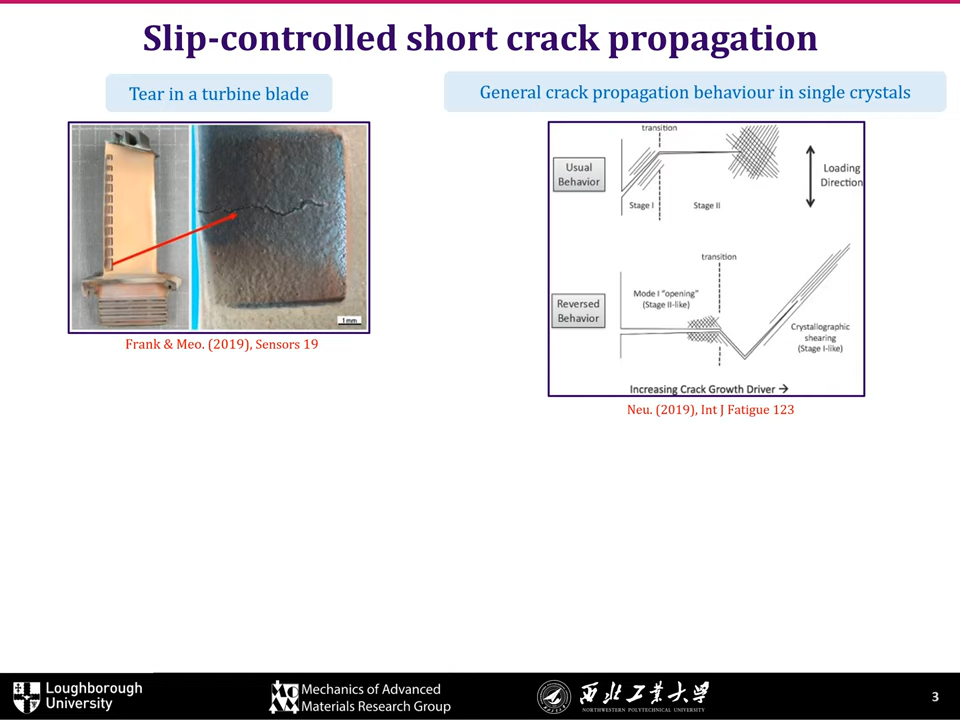 Slip-controlled short crack propagation
Tear in a turbine blade
General crack propagation behaviour in single crystals
1 mm
Frank & Meo. (2019), Sensors 19
transition
Usual
Behavior
Loading
Direction
Stage I
Stage II
transition
Mode I "opening"
(Stage II-like)
Reversed
Behavior
Crystallographic
shearing
(Stage I-like)
Increasing Crack Growth Driver →
Neu. (2019), Int J Fatigue 123
Loughborough
University
Mechanics of Advanced
Materials Research Group
西北工业大学
NORTHWESTERN POLYTECHNICAL UNIVERSITY
3